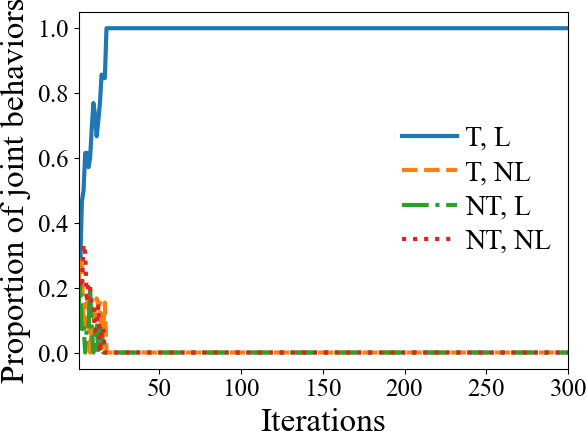 Proportion of joint behaviors
1.0
0.8
0.6
0.4
0.2
0.0
T, L
T, NL
NT, L
NT, NL
50 100 150 200 250 300
Iterations